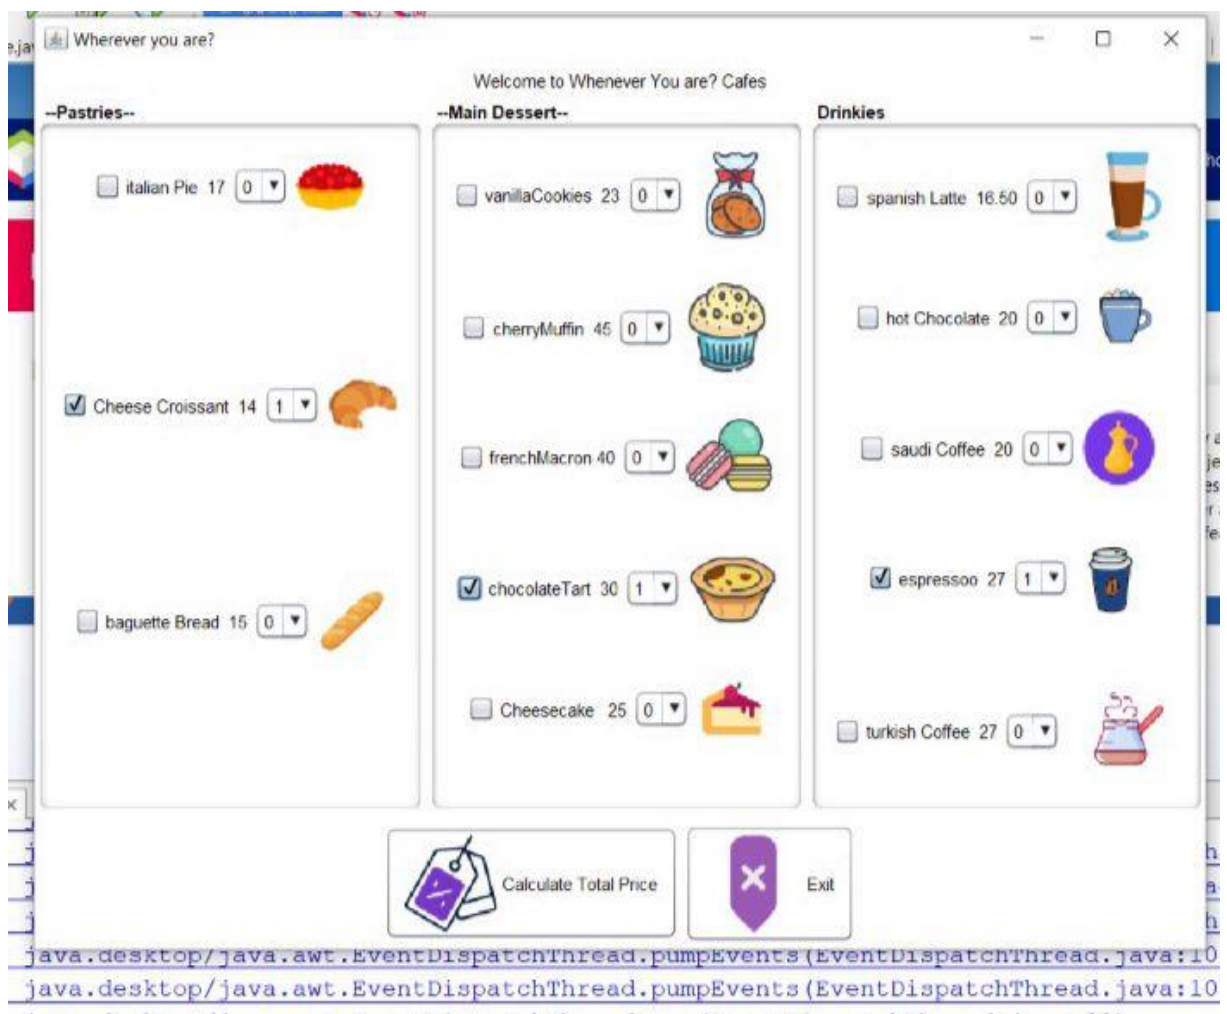 Wherever you are?
Welcome to Whenever You are? Cafes
--Pastries--
italian Pie 17 0
Cheese Croissant 14 1
baguette Bread 15 0
--Main Dessert--
vanillaCookies 23 0
cherryMuffin 45 0
frenchMacron 40 0
chocolateTart 30 1
Cheesecake 25 0
Drinkies
spanish Latte 16.50 0
hot Chocolate 20 0
saudi Coffee 20 0
espressoo 27 1
turkish Coffee 27 0
Calculate Total Price
Exit
java.desktop/java.awt.EventDispatchThread.pumpEvents(EventDispatchThread.java:10
java.desktop/java.awt.EventDispatchThread.pumpEvents(EventDispatchThread.java:10